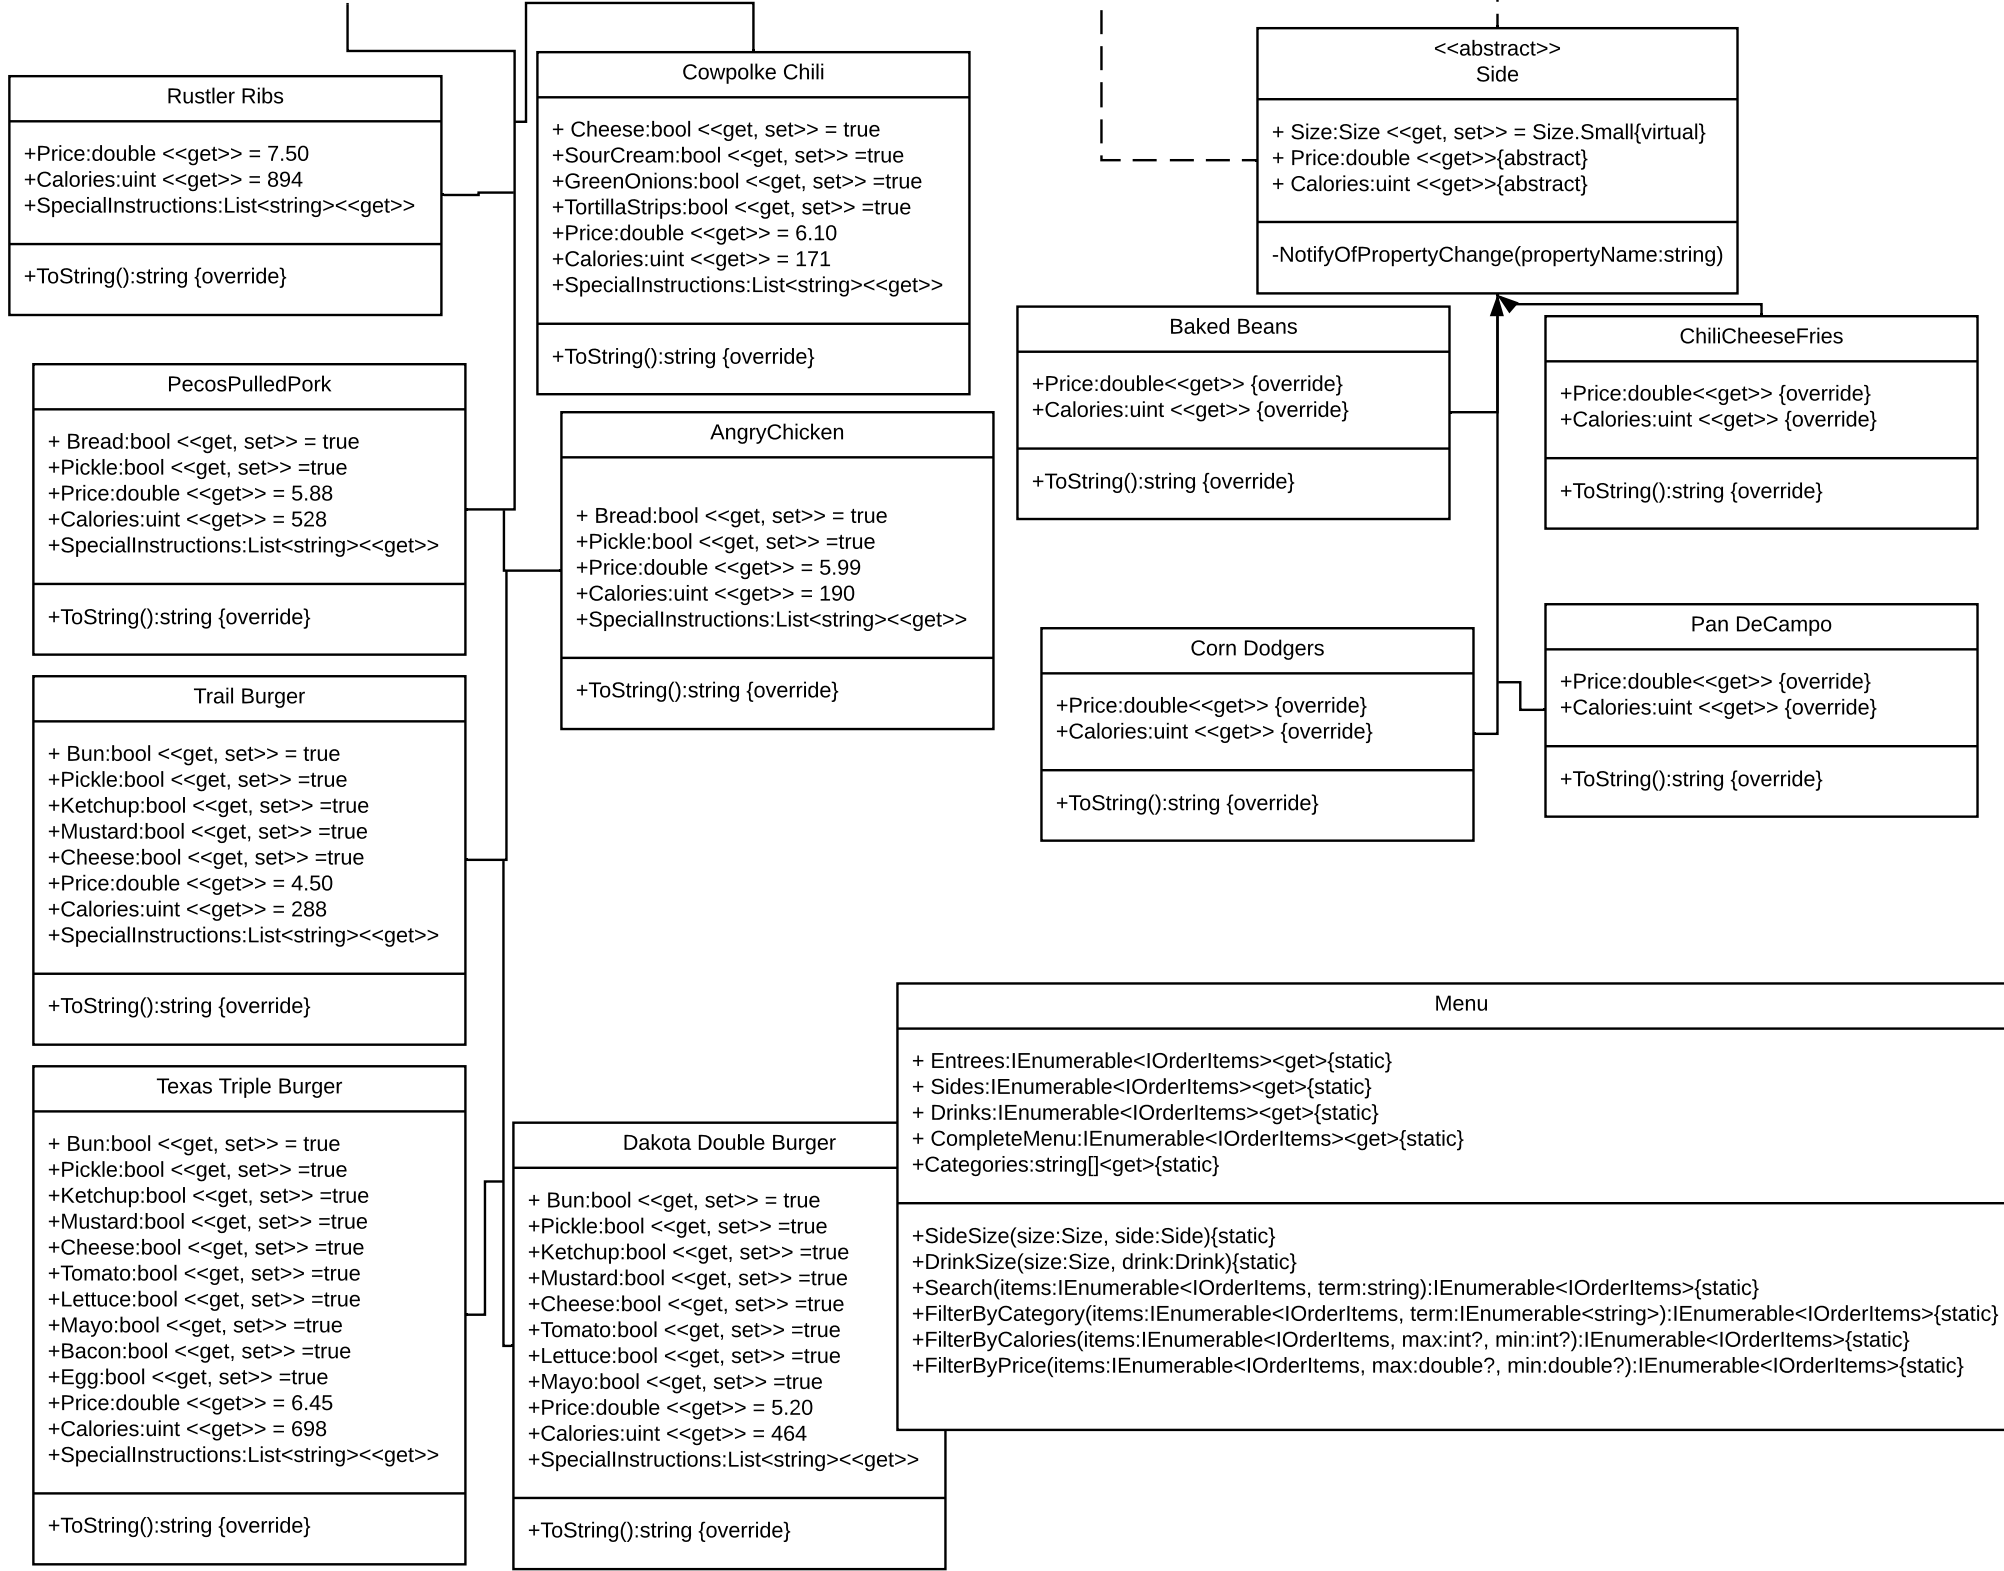 Rustler Ribs
+Price:double <<get>> = 7.50
+Calories:uint <<get>> = 894
+SpecialInstructions:List<string><<get>>
+ToString():string {override}
Cowpolke Chili
+ Cheese:bool <<get, set>> = true
+SourCream:bool <<get, set>> =true
+GreenOnions:bool <<get, set>> =true
+TortillaStrips:bool <<get, set>> =true
+Price:double <<get>> = 6.10
+Calories:uint <<get>> = 171
+SpecialInstructions:List<string><<get>>
+ToString():string {override}
<<abstract>>
Side
+ Size:Size <<get, set>> = Size.Small{virtual}
+ Price:double <<get>>{abstract}
+ Calories:uint <<get>>{abstract}
-NotifyOfPropertyChange(propertyName:string)
PecosPulledPork
+ Bread:bool <<get, set>> = true
+Pickle:bool <<get, set>> =true
+Price:double <<get>> = 5.88
+Calories:uint <<get>> = 528
+SpecialInstructions:List<string><<get>>
+ToString():string {override}
AngryChicken
+ Bread:bool <<get, set>> = true
+Pickle:bool <<get, set>> =true
+Price:double <<get>> = 5.99
+Calories:uint <<get>> = 190
+SpecialInstructions:List<string><<get>>
+ToString():string {override}
Baked Beans
+Price:double<<get>> {override}
+Calories:uint <<get>> {override}
+ToString():string {override}
ChiliCheeseFries
+Price:double<<get>> {override}
+Calories:uint <<get>> {override}
+ToString():string {override}
Corn Dodgers
+Price:double<<get>> {override}
+Calories:uint <<get>> {override}
+ToString():string {override}
Pan DeCampo
+Price:double<<get>> {override}
+Calories:uint <<get>> {override}
+ToString():string {override}
Trail Burger
+ Bun:bool <<get, set>> = true
+Pickle:bool <<get, set>> =true
+Ketchup:bool <<get, set>> =true
+Mustard:bool <<get, set>> =true
+Cheese:bool <<get, set>> =true
+Price:double <<get>> = 4.50
+Calories:uint <<get>> = 288
+SpecialInstructions:List<string><<get>>
+ToString():string {override}
Texas Triple Burger
+ Bun:bool <<get, set>> = true
+Pickle:bool <<get, set>> =true
+Ketchup:bool <<get, set>> =true
+Mustard:bool <<get, set>> =true
+Cheese:bool <<get, set>> =true
+Tomato:bool <<get, set>> =true
+Lettuce:bool <<get, set>> =true
+Mayo:bool <<get, set>> =true
+Bacon:bool <<get, set>> =true
+Egg:bool <<get, set>> =true
+Price:double <<get>> = 6.45
+Calories:uint <<get>> = 698
+SpecialInstructions:List<string><<get>>
+ToString():string {override}
Dakota Double Burger
+ Bun:bool <<get, set>> = true
+Pickle:bool <<get, set>> =true
+Ketchup:bool <<get, set>> =true
+Mustard:bool <<get, set>> =true
+Cheese:bool <<get, set>> =true
+Tomato:bool <<get, set>> =true
+Lettuce:bool <<get, set>> =true
+Mayo:bool <<get, set>> =true
+Price:double <<get>> = 5.20
+Calories:uint <<get>> = 464
+SpecialInstructions:List<string><<get>>
+ToString():string {override}
Menu
+ Entrees:IEnumerable<IOrderItems><get>{static}
+ Sides:IEnumerable<IOrderItems><get>{static}
+ Drinks:IEnumerable<IOrderItems><get>{static}
+ CompleteMenu:IEnumerable<IOrderItems><get>{static}
+Categories:string[]<get>{static}
+SideSize(size:Size, side:Side){static}
+DrinkSize(size:Size, drink:Drink){static}
+Search(items:IEnumerable<IOrderItems, term:string):IEnumerable<IOrderItems>{static}
+FilterByCategory(items:IEnumerable<IOrderItems, term:IEnumerable<string>):IEnumerable<IOrderItems>{static}
+FilterByCalories(items:IEnumerable<IOrderItems, max:int?, min:int?):IEnumerable<IOrderItems>{static}
+FilterByPrice(items:IEnumerable<IOrderItems, max:double?, min:double?):IEnumerable<IOrderItems>{static}